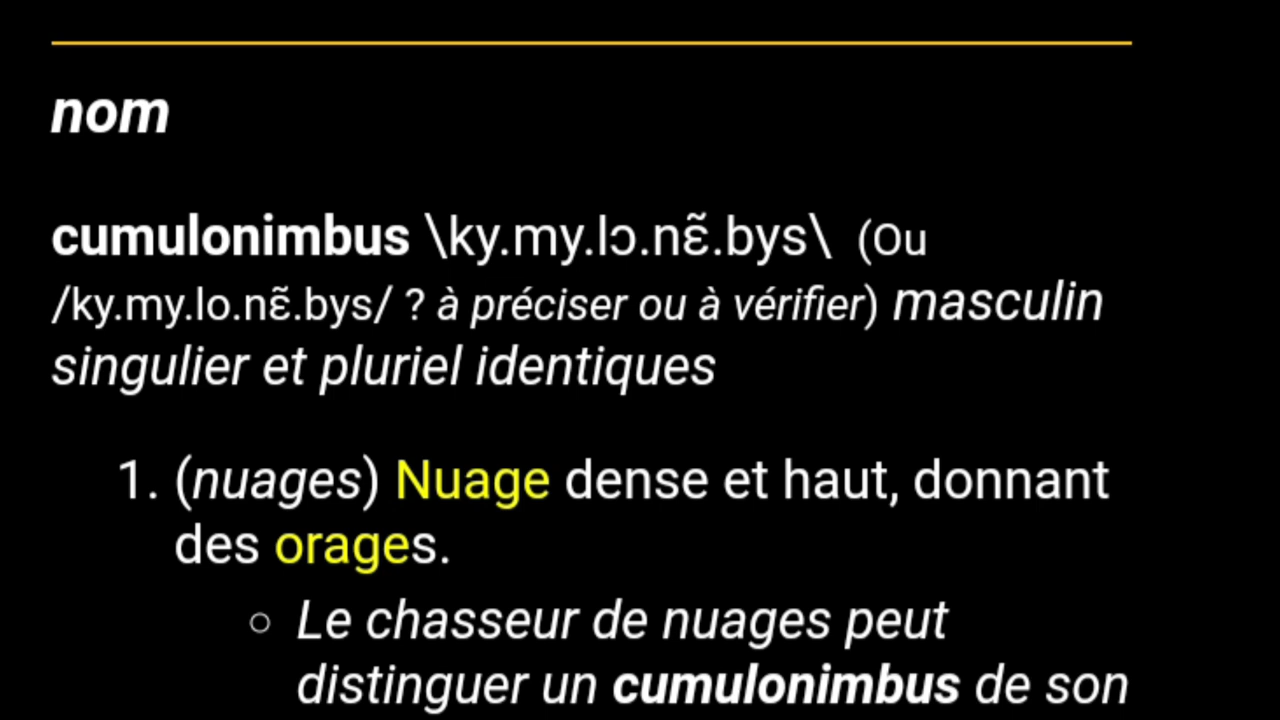 nom
cumulonimbus \ky.my.lɔ.nɛ̃.bys\ (Ou
/ky.my.lo.nɛ̃.bys/ ? à préciser ou à vérifier) masculin
singulier et pluriel identiques
1. (nuages) Nuage dense et haut, donnant
des orages.
○ Le chasseur de nuages peut
distinguer un cumulonimbus de son